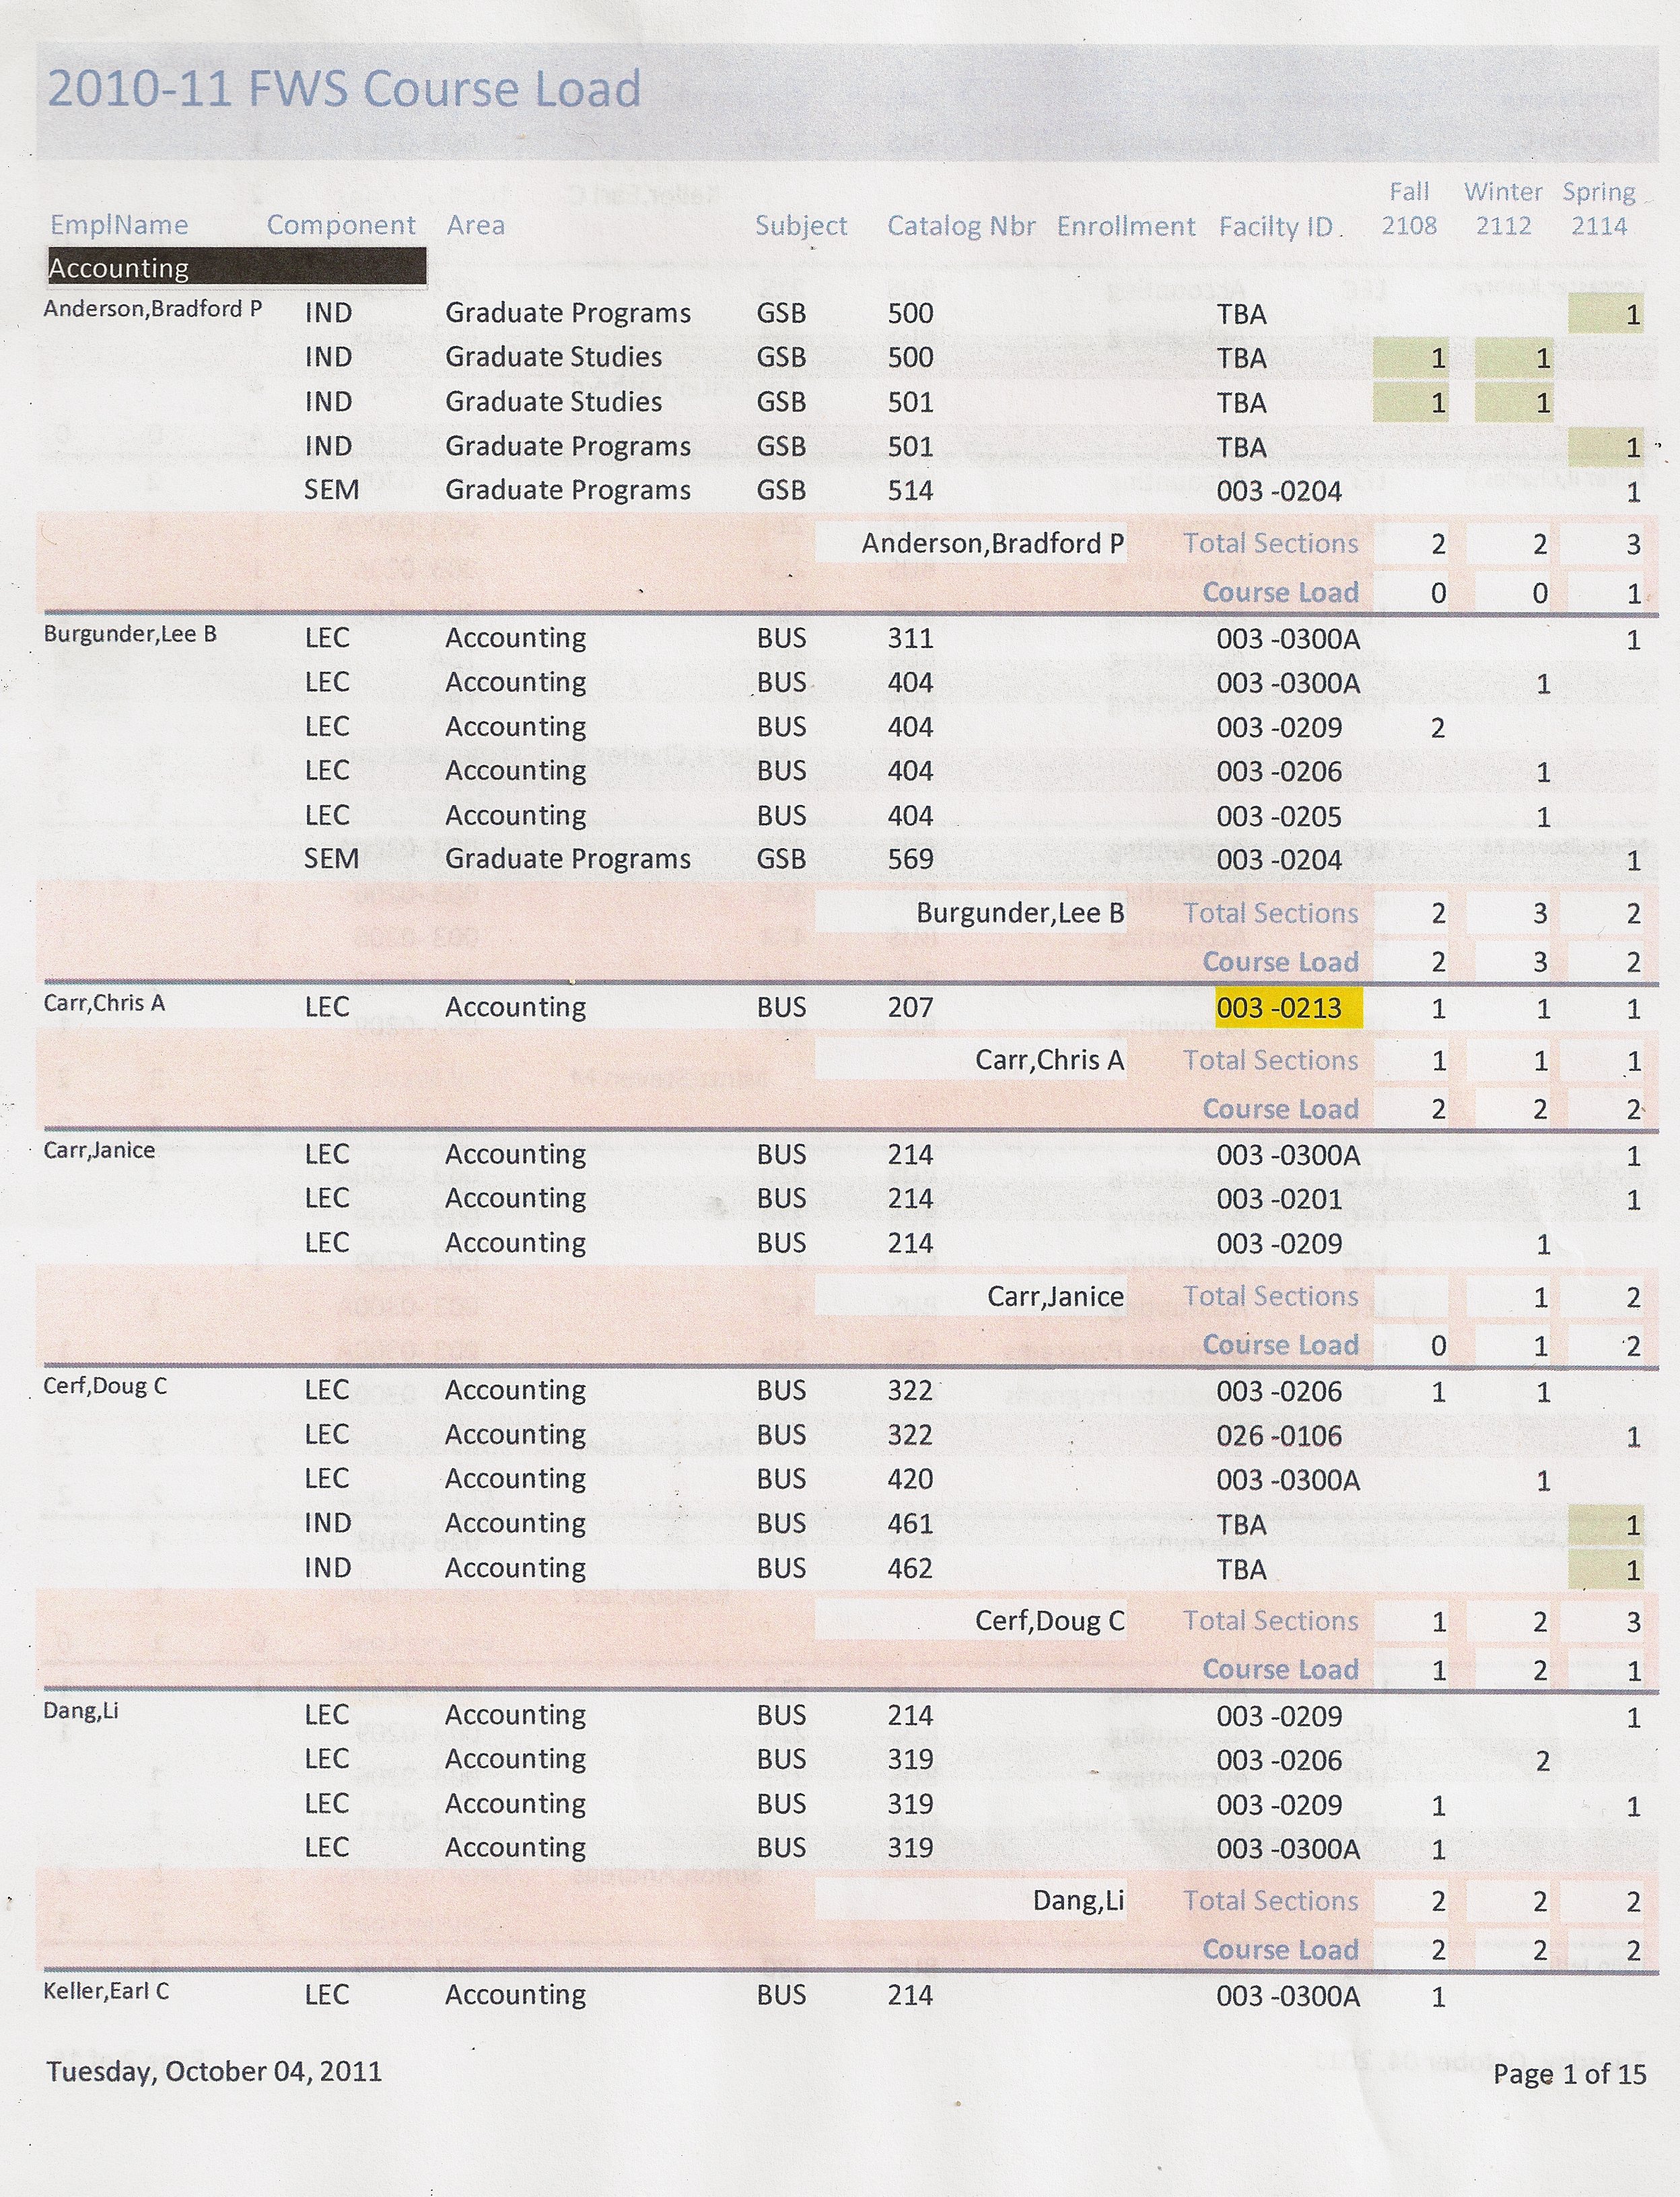 2010-11 FWS Course Load
Fall Winter Spring
EmplName Component Area Subject Catalog Nbr Enrollment Facilty ID 2108 2112 2114
Accounting
Anderson,Bradford P IND Graduate Programs GSB 500 TBA 1
IND Graduate Studies GSB 500 TBA 1 1
IND Graduate Studies GSB 501 TBA 1 1
IND Graduate Programs GSB 501 TBA 1
SEM Graduate Programs GSB 514 003 -0204 1
Anderson,Bradford P Total Sections 2 2 3
Course Load 0 0 1
Burgunder,Lee B LEC Accounting BUS 311 003 -0300A 1
LEC Accounting BUS 404 003 -0300A 1
LEC Accounting BUS 404 003 -0209 2
LEC Accounting BUS 404 003 -0206 1
LEC Accounting BUS 404 003 -0205 1
SEM Graduate Programs GSB 569 003 -0204 1
Burgunder,Lee B Total Sections 2 3 2
Course Load 2 3 2
Carr,Chris A LEC Accounting BUS 207 003 -0213 1 1 1
Carr,Chris A Total Sections 1 1 1
Course Load 2 2 2
Carr,Janice LEC Accounting BUS 214 003 -0300A 1
LEC Accounting BUS 214 003 -0201 1
LEC Accounting BUS 214 003 -0209 1
Carr,Janice Total Sections 1 2
Course Load 0 1 2
Cerf,Doug C LEC Accounting BUS 322 003 -0206 1 1
LEC Accounting BUS 322 026 -0106 1
LEC Accounting BUS 420 003 -0300A 1
IND Accounting BUS 461 TBA 1
IND Accounting BUS 462 TBA 1
Cerf,Doug C Total Sections 1 2 3
Course Load 1 2 1
Dang,Li LEC Accounting BUS 214 003 -0209 1
LEC Accounting BUS 319 003 -0206 2
LEC Accounting BUS 319 003 -0209 1 1
LEC Accounting BUS 319 003 -0300A 1
Dang,Li Total Sections 2 2 2
Course Load 2 2 2
Keller,Earl C LEC Accounting BUS 214 003 -0300A 1
Tuesday, October 04, 2011 Page 1 of 15